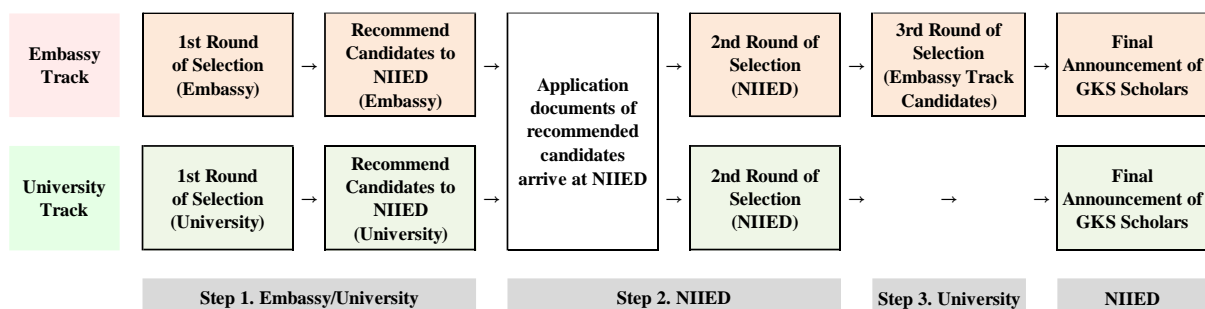 Embassy
Track
1st Round
of Selection
(Embassy)
→
Recommend
Candidates to
NIIED
(Embassy)
→
Application
documents of
recommended
candidates
arrive at NIIED
→
2nd Round of
Selection
(NIIED)
→
3rd Round of
Selection
(Embassy Track
Candidates)
→
Final
Announcement of
GKS Scholars
University
Track
1st Round
of Selection
(University)
→
Recommend
Candidates to
NIIED
(University)
→
→
2nd Round of
Selection
(NIIED)
→
→
→
Final
Announcement of
GKS Scholars
Step 1. Embassy/University
Step 2. NIIED
Step 3. University
NIIED